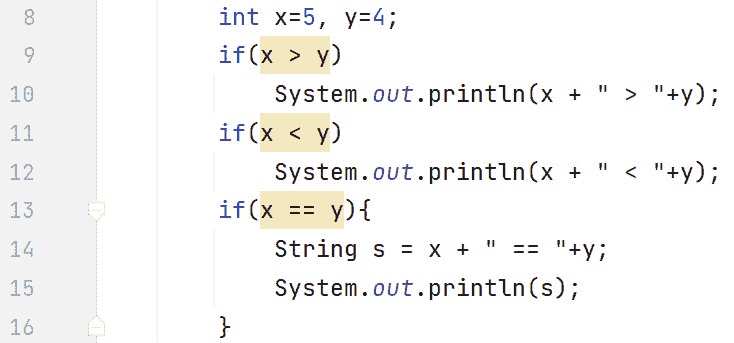 8 int x=5, y=4;
9 if(x > y)
10 System.out.println(x + " > "+y);
11 if(x < y)
12 System.out.println(x + " < "+y);
13 if(x == y){
14 String s = x + " == "+y;
15 System.out.println(s);
16 }